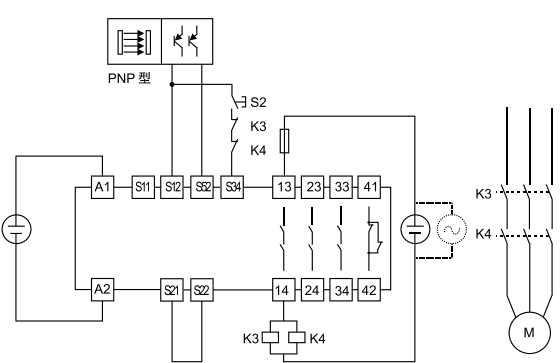 PNP 型
S2
K3
K4
A1 S11 S12 S52 S34 13 23 33 41
K3
K4
A2 S21 S22 14 24 34 42
K3 K4
M